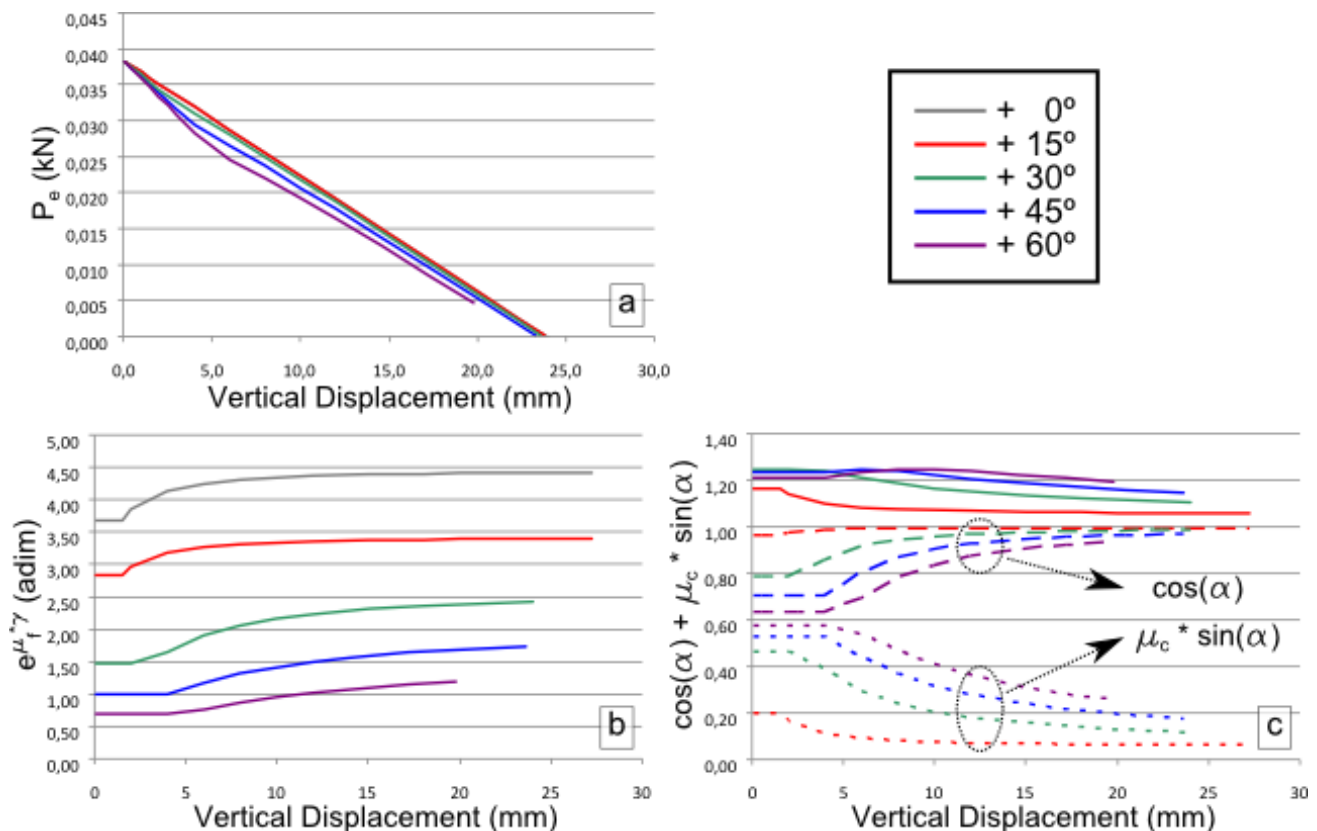 0,045
0,040
0,035
0,030
0,025
0,020
0,015
0,010
0,005
0,000
P_e (kN)
0,0 5,0 10,0 15,0 20,0 25,0 30,0
Vertical Displacement (mm)
a
+ 0º
+ 15º
+ 30º
+ 45º
+ 60º
5,00
4,50
4,00
3,50
3,00
2,50
2,00
1,50
1,00
0,50
0,00
e^{μ_f*γ} (adim)
0 5 10 15 20 25 30
Vertical Displacement (mm)
b
1,40
1,20
1,00
0,80
0,60
0,40
0,20
0,00
cos(α) + μ_c * sin(α)
cos(α)
μ_c * sin(α)
0 5 10 15 20 25 30
Vertical Displacement (mm)
c